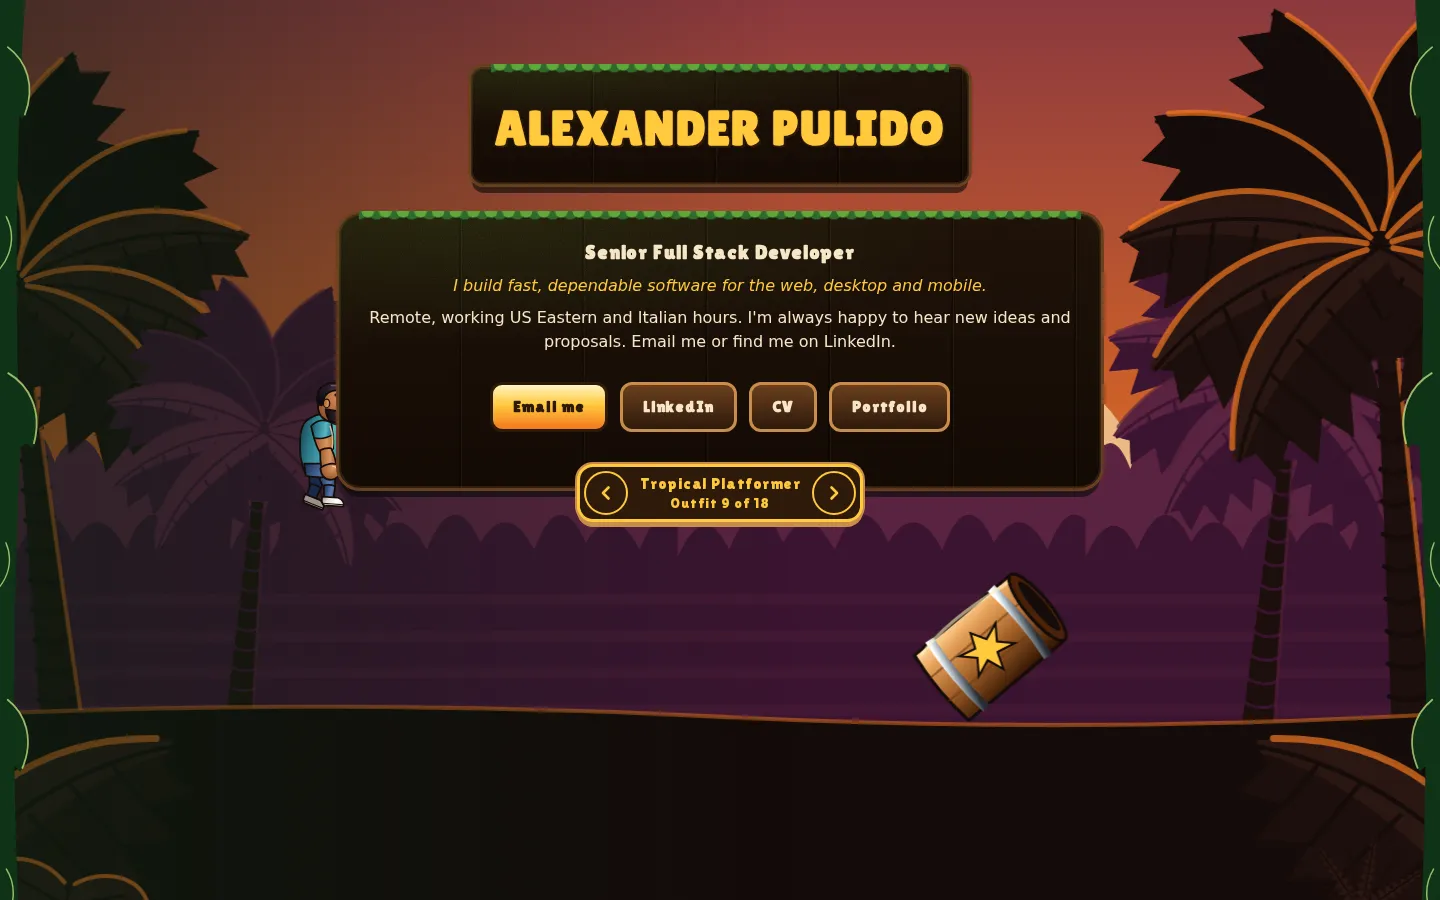 ALEXANDER PULIDO
Senior Full Stack Developer
I build fast, dependable software for the web, desktop and mobile.
Remote, working US Eastern and Italian hours. I'm always happy to hear new ideas and
proposals. Email me or find me on LinkedIn.
Email me
LinkedIn
CV
Portfolio
Tropical Platformer
Outfit 9 of 18